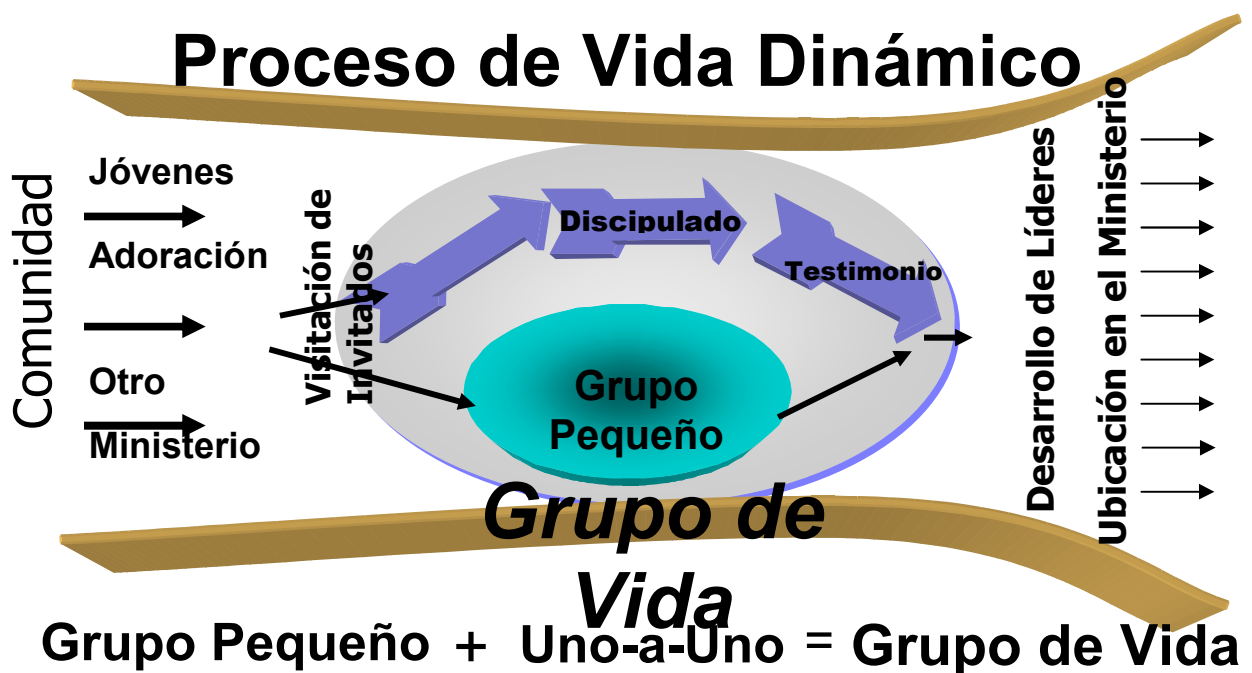 Proceso de Vida Dinámico
Comunidad
Jóvenes
Adoración
Otro
Ministerio
Visitación de
Invitados
Discipulado
Testimonio
Grupo
Pequeño
Grupo de
Vida
Desarrollo de Líderes
Ubicación en el Ministerio
Grupo Pequeño + Uno-a-Uno = Grupo de Vida